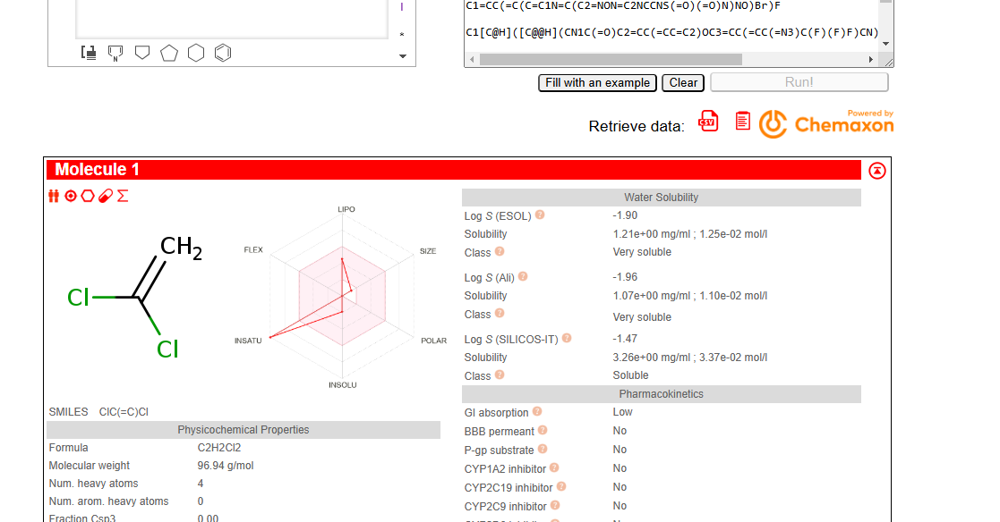 C1=CC(=C(C=C1N=C(C2=NON=C2NCCNS(=O)(=O)N)NO)Br)F
C1[C@H]([C@@H](CN1C(=O)C2=CC(=CC=C2)OC3=CC(=CC(=N3)C(F)(F)F)CN)
N
Fill with an example Clear Run!
Retrieve data: CSV Powered by
Chemaxon
Molecule 1
LIPO
SIZE
POLAR
INSOLU
INSATU
FLEX
CH2
Cl
Cl
SMILES ClC(=C)Cl
Physicochemical Properties
Formula C2H2Cl2
Molecular weight 96.94 g/mol
Num. heavy atoms 4
Num. arom. heavy atoms 0
Fraction Csp3 0.00
Water Solubility
Log S (ESOL) ? -1.90
Solubility 1.21e+00 mg/ml ; 1.25e-02 mol/l
Class ? Very soluble
Log S (Ali) ? -1.96
Solubility 1.07e+00 mg/ml ; 1.10e-02 mol/l
Class ? Very soluble
Log S (SILICOS-IT) ? -1.47
Solubility 3.26e+00 mg/ml ; 3.37e-02 mol/l
Class ? Soluble
Pharmacokinetics
GI absorption ? Low
BBB permeant ? No
P-gp substrate ? No
CYP1A2 inhibitor ? No
CYP2C19 inhibitor ? No
CYP2C9 inhibitor ? No